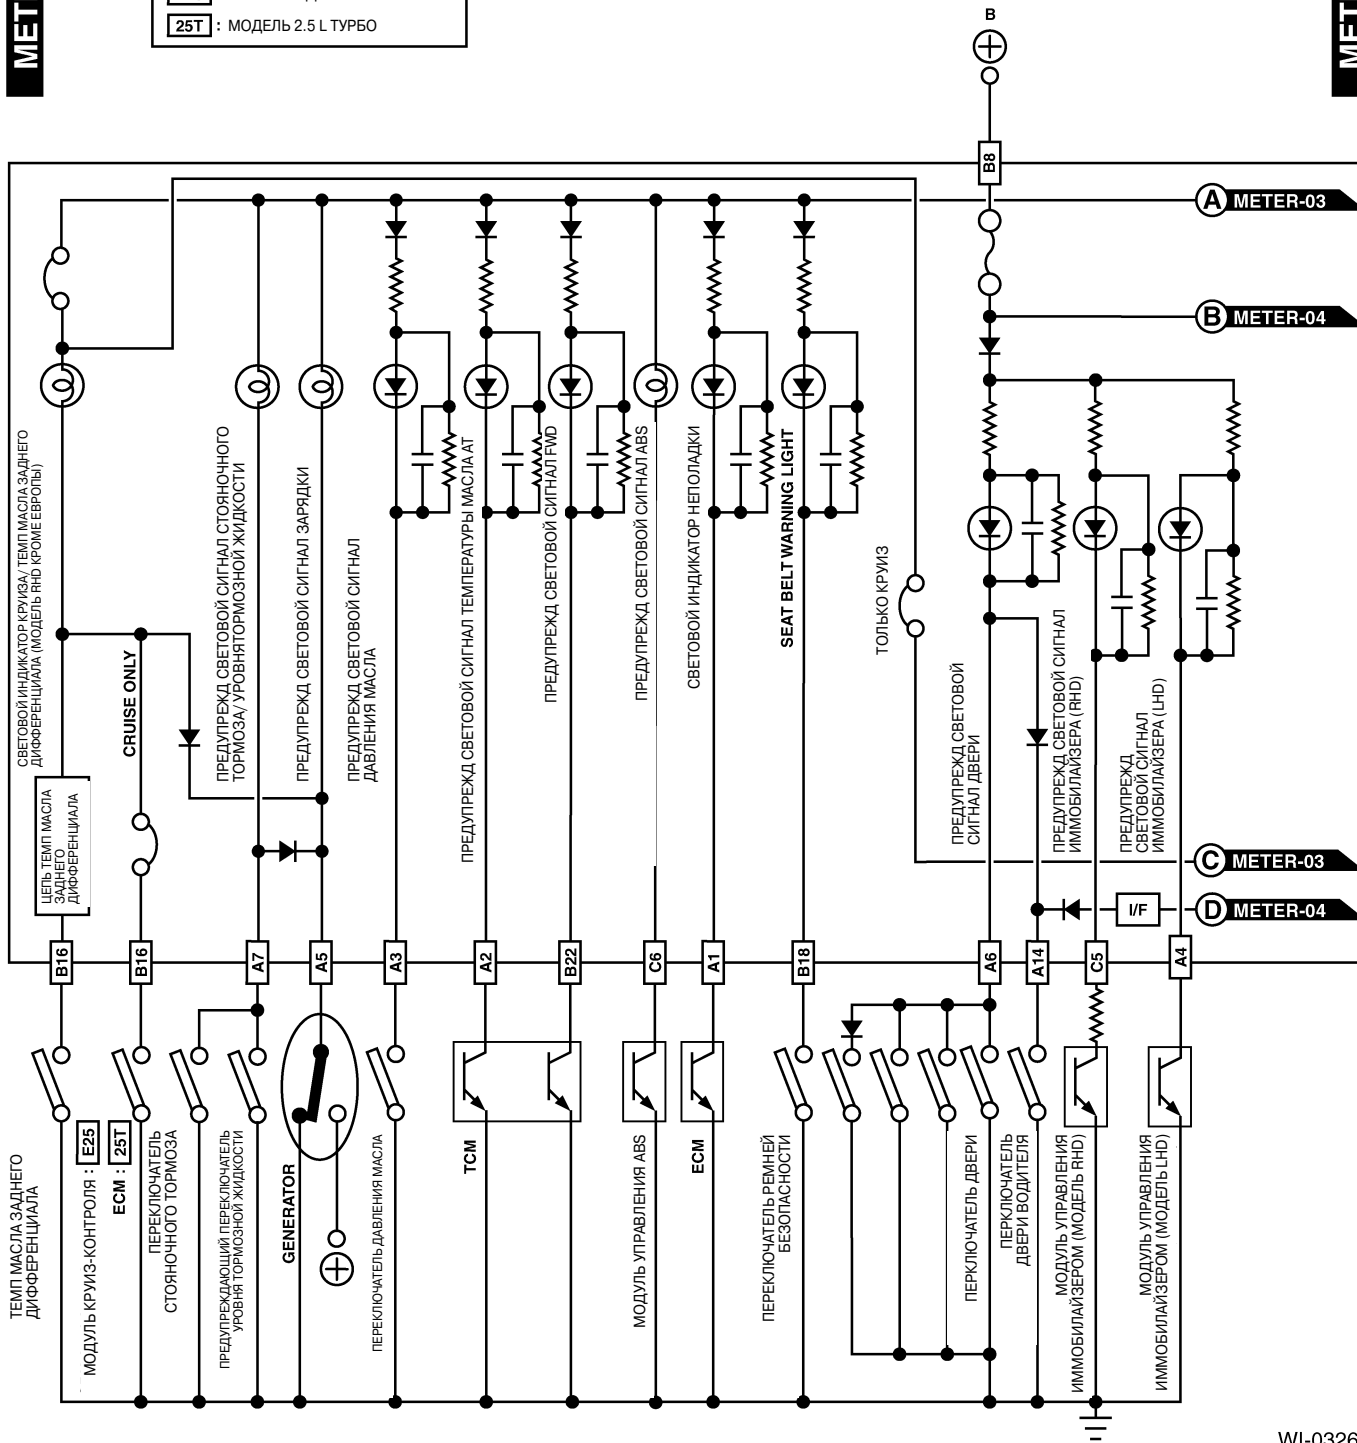 MET
25T : МОДЕЛЬ 2.5 L ТУРБО
B
MET
B8
A METER-03
B METER-04
СВЕТОВОЙ ИНДИКАТОР КРУИЗА/ ТЕМП МАСЛА ЗАДНЕГО
ДИФФЕРЕНЦИАЛА (МОДЕЛЬ RHD КРОМЕ ЕВРОПЫ)
CRUISE ONLY
ПРЕДУПРЕЖД СВЕТОВОЙ СИГНАЛ СТОЯНОЧНОГО
ТОРМОЗА/ УРОВНЯТОРМОЗНОЙ ЖИДКОСТИ
ПРЕДУПРЕЖД СВЕТОВОЙ СИГНАЛ ЗАРЯДКИ
ПРЕДУПРЕЖД СВЕТОВОЙ СИГНАЛ
ДАВЛЕНИЯ МАСЛА
ПРЕДУПРЕЖД СВЕТОВОЙ СИГНАЛ ТЕМПЕРАТУРЫ МАСЛА AT
ПРЕДУПРЕЖД СВЕТОВОЙ СИГНАЛ FWD
ПРЕДУПРЕЖД СВЕТОВОЙ СИГНАЛ ABS
СВЕТОВОЙ ИНДИКАТОР НЕПОЛАДКИ
SEAT BELT WARNING LIGHT
ТОЛЬКО КРУИЗ
ПРЕДУПРЕЖД СВЕТОВОЙ
СИГНАЛ ДВЕРИ
ПРЕДУПРЕЖД СВЕТОВОЙ СИГНАЛ
ИММОБИЛАЙЗЕРА (RHD)
ПРЕДУПРЕЖД
СВЕТОВОЙ СИГНАЛ
ИММОБИЛАЙЗЕРА (LHD)
ЦЕПЬ ТЕМП МАСЛА
ЗАДНЕГО
ДИФФЕРЕНЦИАЛА
C METER-03
I/F
D METER-04
B16
B16
A7
A5
A3
A2
B22
C6
A1
B18
A6
A14
C5
A4
ТЕМП МАСЛА ЗАДНЕГО
ДИФФЕРЕНЦИАЛА
МОДУЛЬ КРУИЗ-КОНТРОЛЯ : E25
ECM : 25T
ПЕРЕКЛЮЧАТЕЛЬ
СТОЯНОЧНОГО ТОРМОЗА
ПРЕДУПРЕЖДАЮЩИЙ ПЕРЕКЛЮЧАТЕЛЬ
УРОВНЯ ТОРМОЗНОЙ ЖИДКОСТИ
GENERATOR
ПЕРЕКЛЮЧАТЕЛЬ ДАВЛЕНИЯ МАСЛА
TCM
МОДУЛЬ УПРАВЛЕНИЯ ABS
ECM
ПЕРЕКЛЮЧАТЕЛЬ РЕМНЕЙ
БЕЗОПАСНОСТИ
ПЕРКЛЮЧАТЕЛЬ ДВЕРИ
ПЕРКЛЮЧАТЕЛЬ
ДВЕРИ ВОДИТЕЛЯ
МОДУЛЬ УПРАВЛЕНИЯ
ИММОБИЛАЙЗЕРОМ (МОДЕЛЬ RHD)
МОДУЛЬ УПРАВЛЕНИЯ
ИММОБИЛАЙЗЕРОМ (МОДЕЛЬ LHD)
WI-0326